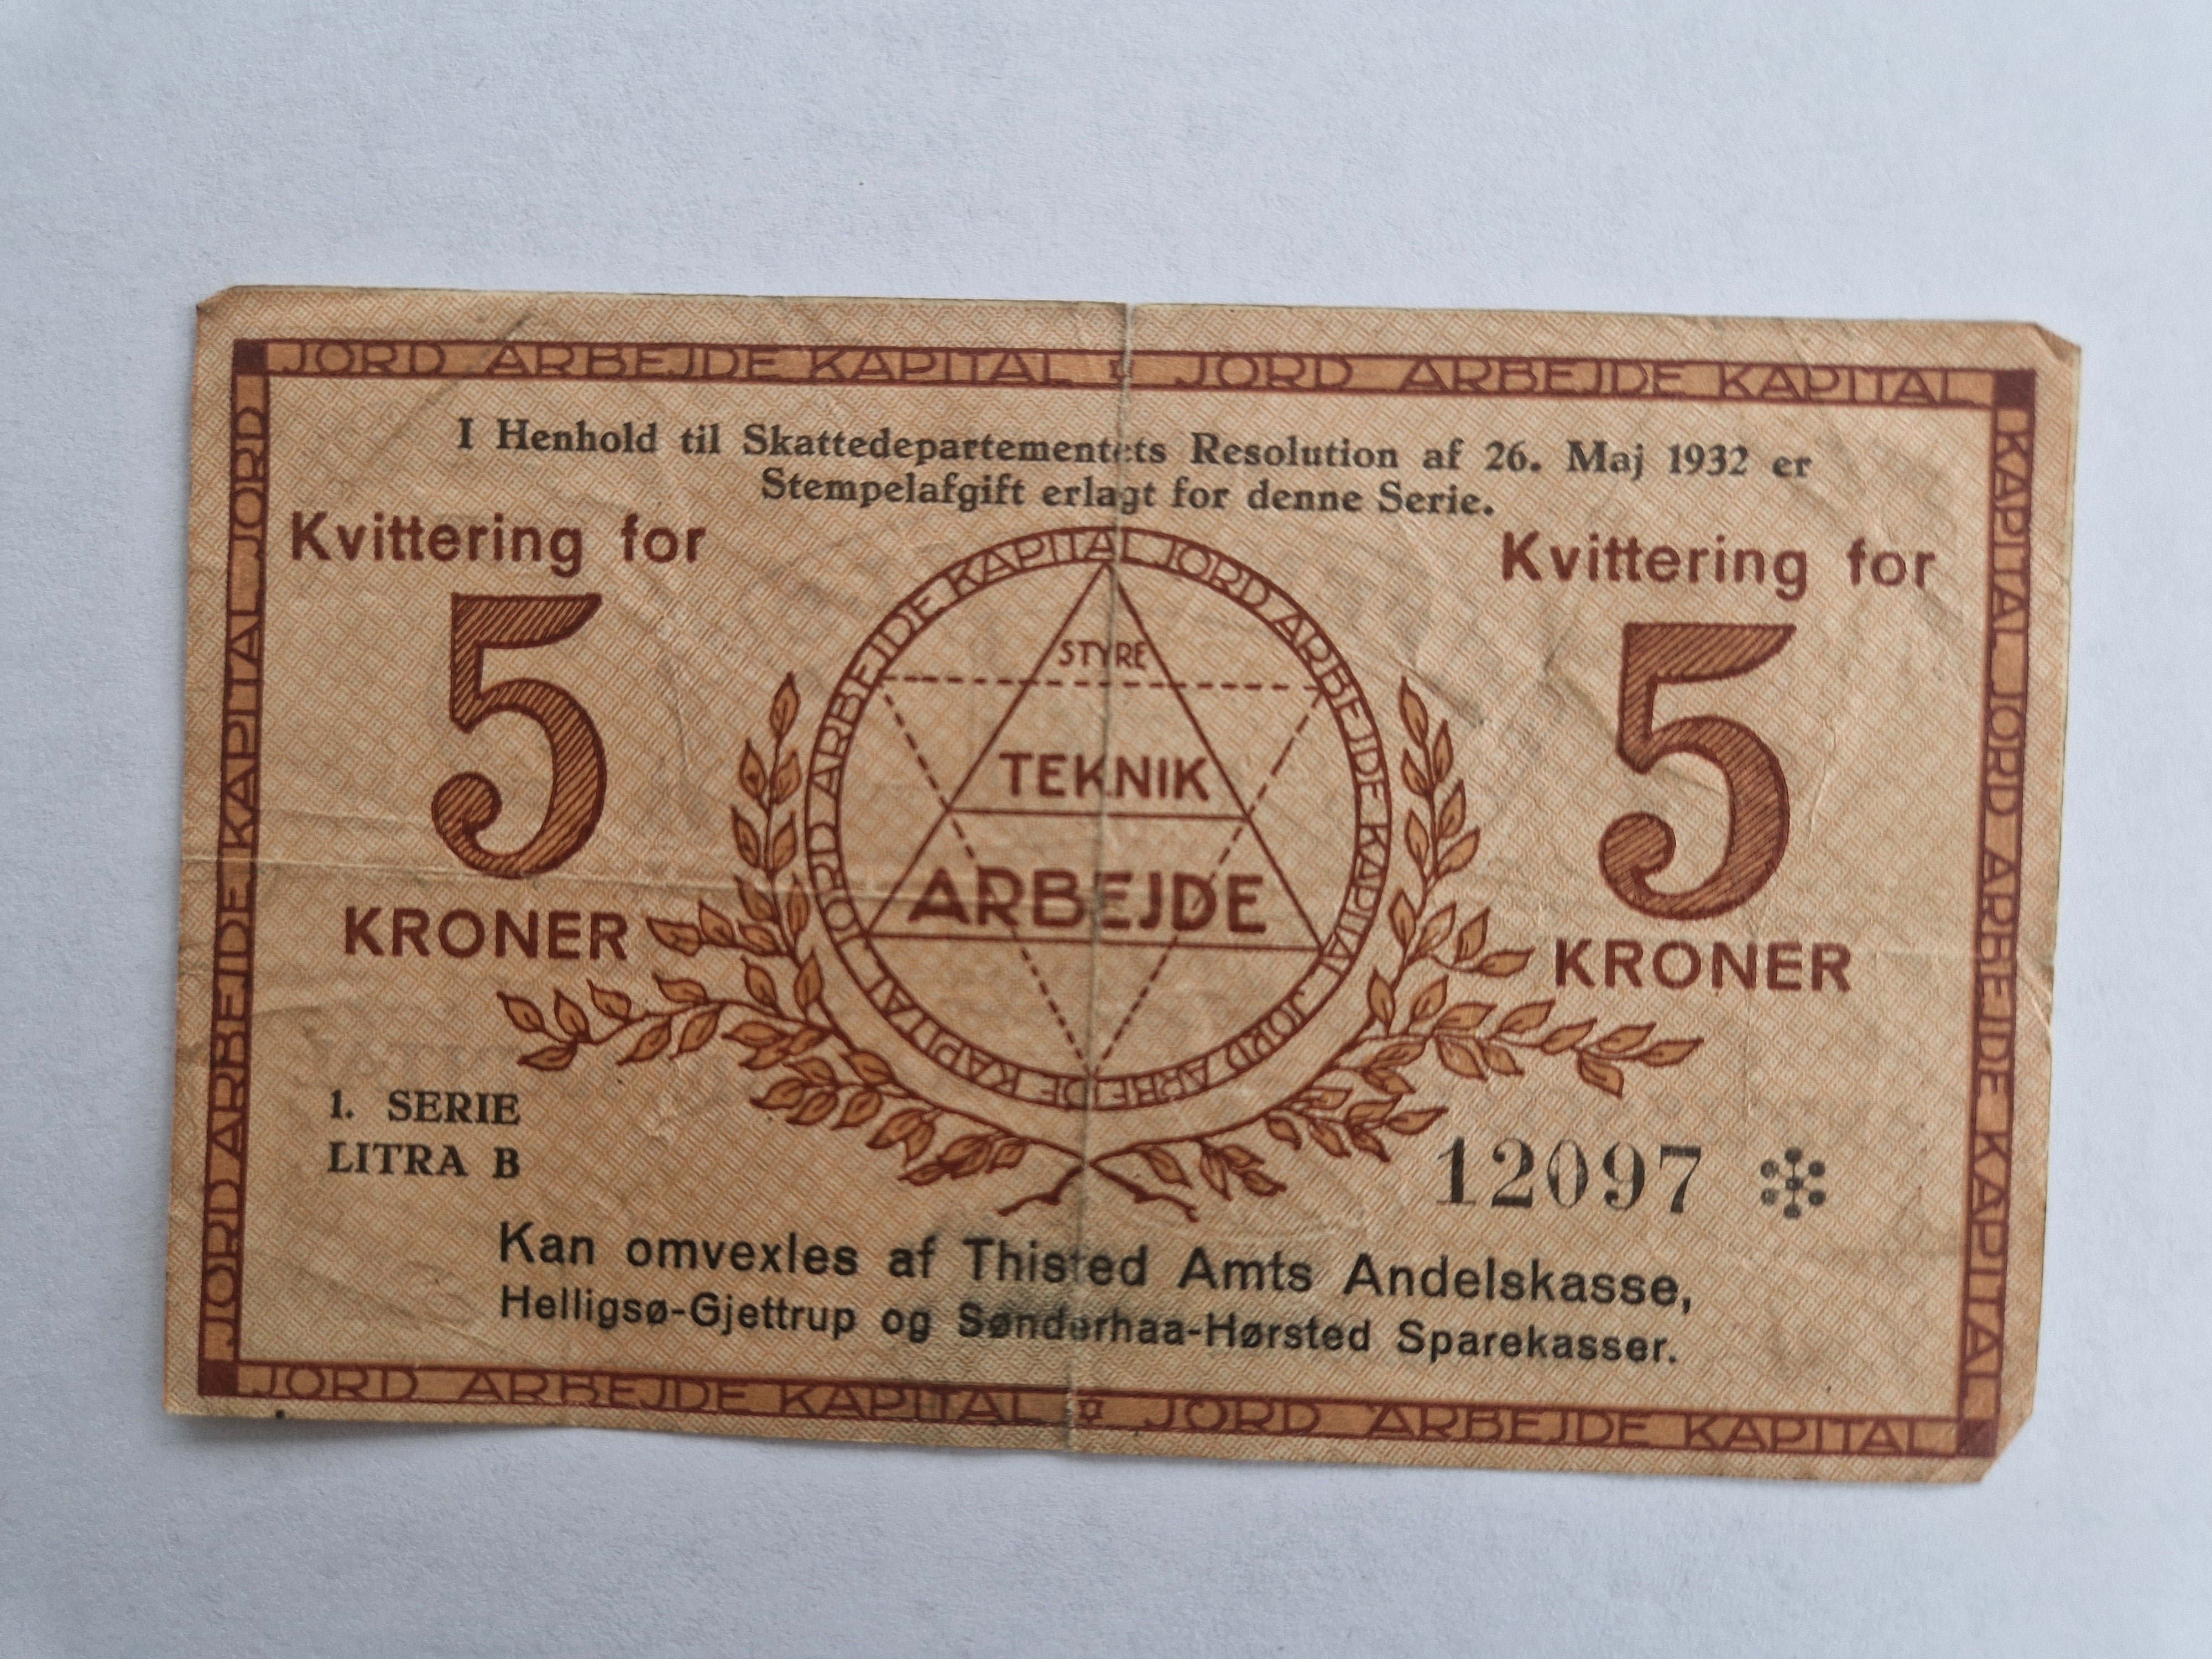 JORD ARBEJDE KAPITAL ¤ JORD ARBEJDE KAPITAL
I Henhold til Skattedepartementets Resolution af 26. Maj 1932 er
Stempelafgift erlagt for denne Serie.
Kvittering for
5
KRONER
JORD ARBEJDE KAPITAL JORD ARBEJDE KAPITAL JORD ARBEJDE KAPITAL
STYRE
TEKNIK
ARBEJDE
Kvittering for
5
KRONER
1. SERIE
LITRA B
12097
Kan omvexles af Thisted Amts Andelskasse,
Helligsø-Gjettrup og Sønderhaa-Hørsted Sparekasser.
JORD ARBEJDE KAPITAL JORD
KAPITAL JORD ARBEJDE KAPITAL
JORD ARBEJDE KAPITAL ¤ JORD ARBEJDE KAPITAL